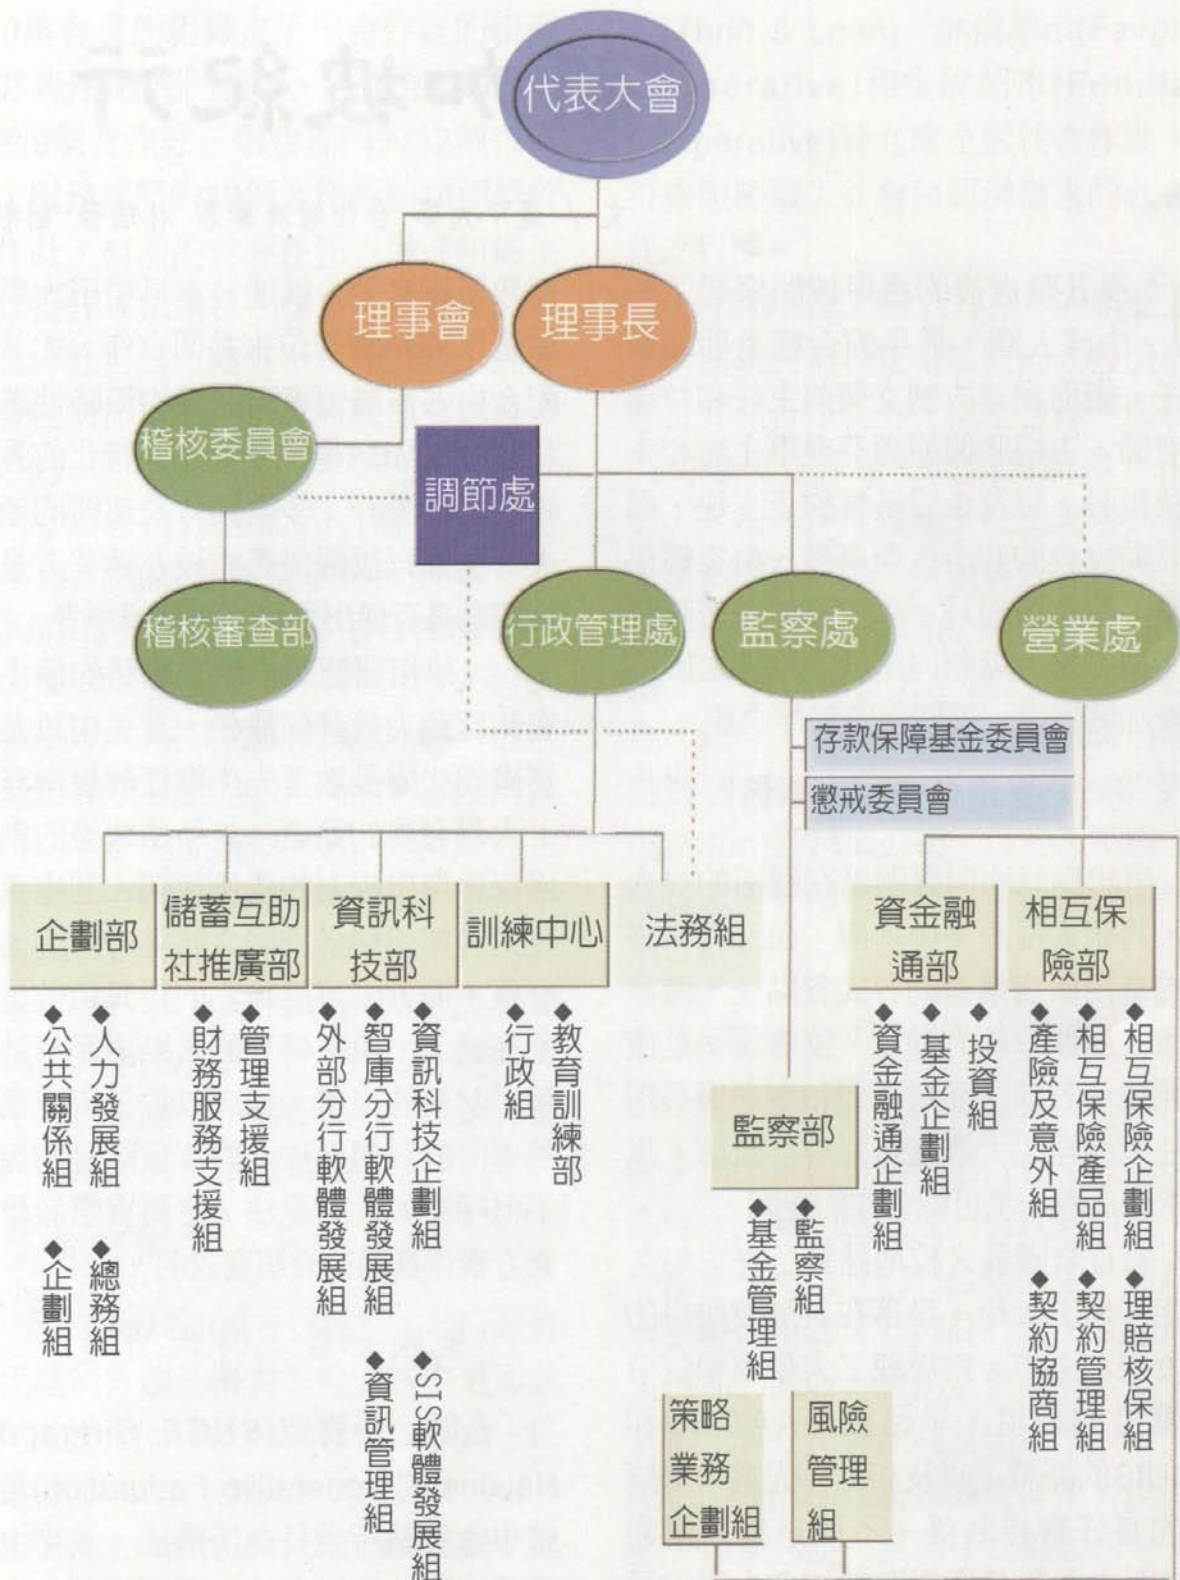 代表大會
理事會
理事長
稽核委員會
調節處
稽核審查部
行政管理處
監察處
營業處
存款保障基金委員會
懲戒委員會
企劃部
儲蓄互助
社推廣部
資訊科
技部
訓練中心
法務組
資金融
通部
相互保
險部
◆人力發展組 ◆總務組
◆公共關係組 ◆企劃組
◆管理支援組
◆財務服務支援組
◆資訊科技企劃組 ◆SIS軟體發展組
◆智庫分行軟體發展組 ◆資訊管理組
◆外部分行軟體發展組
◆教育訓練部
◆行政組
監察部
◆監察組
◆基金管理組
◆投資組
◆基金企劃組
◆資金融通企劃組
◆相互保險企劃組 ◆理賠核保組
◆相互保險產品組 ◆契約管理組
◆產險及意外組 ◆契約協商組
策略
業務
企劃組
風險
管理
組